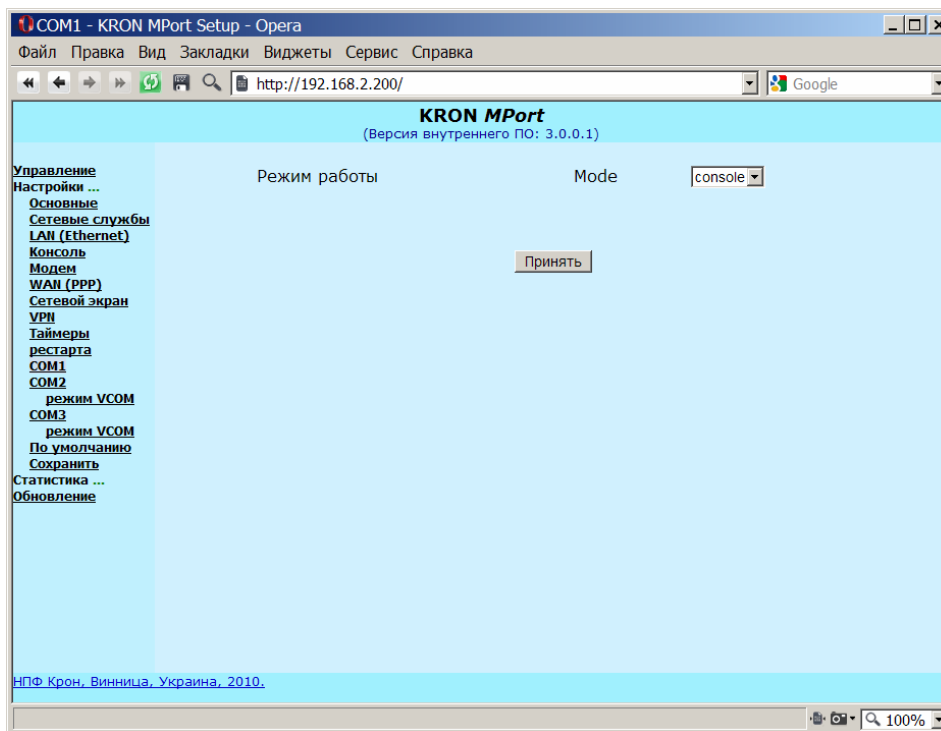 COM1 - KRON MPort Setup - Opera
Файл Правка Вид Закладки Виджеты Сервис Справка
http://192.168.2.200/ Google
KRON MPort
(Версия внутреннего ПО: 3.0.0.1)
Управление
Настройки ...
Основные
Сетевые службы
LAN (Ethernet)
Консоль
Модем
WAN (PPP)
Сетевой экран
VPN
Таймеры
рестарта
COM1
COM2
режим VCOM
COM3
режим VCOM
По умолчанию
Сохранить
Статистика ...
Обновление
Режим работы Mode console
Принять
НПФ Крон, Винница, Украина, 2010.
100%